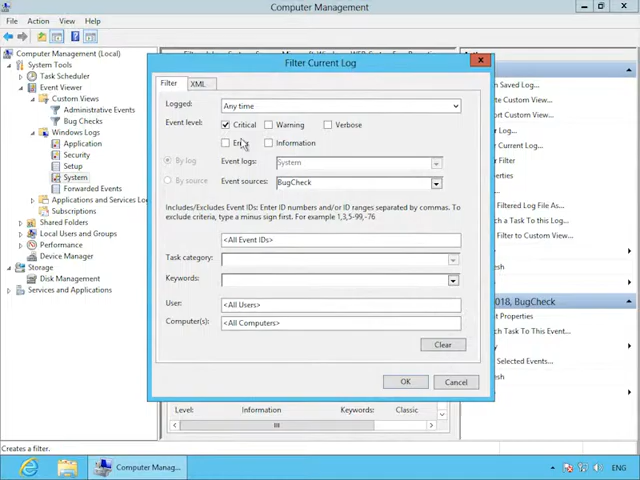 Computer Management
File Action View Help
Computer Management (Local)
System Tools
Task Scheduler
Event Viewer
Custom Views
Administrative Events
Bug Checks
Windows Logs
Application
Security
Setup
System
Forwarded Events
Applications and Services Lo
Subscriptions
Shared Folders
Local Users and Groups
Performance
Device Manager
Storage
Disk Management
Services and Applications
Filter Current Log
Filter XML
Logged: Any time
Event level: Critical Warning Verbose
Information
By log Event logs: System
By source Event sources: BugCheck
Includes/Excludes Event IDs: Enter ID numbers and/or ID ranges separated by commas. To
exclude criteria, type a minus sign first. For example 1,3,5-99,-76
<All Event IDs>
Task category:
Keywords:
User: <All Users>
Computer(s): <All Computers>
Clear
OK Cancel
Level: Information Keywords: Classic
Saved Log...
Custom View...
Custom View...
Filtered Log File As...
h a Task To this Log...
Filter to Custom View...
018, BugCheck
nt Properties
ch Task To This Event...
Selected Events...
Creates a filter.
Computer Manag...
ENG